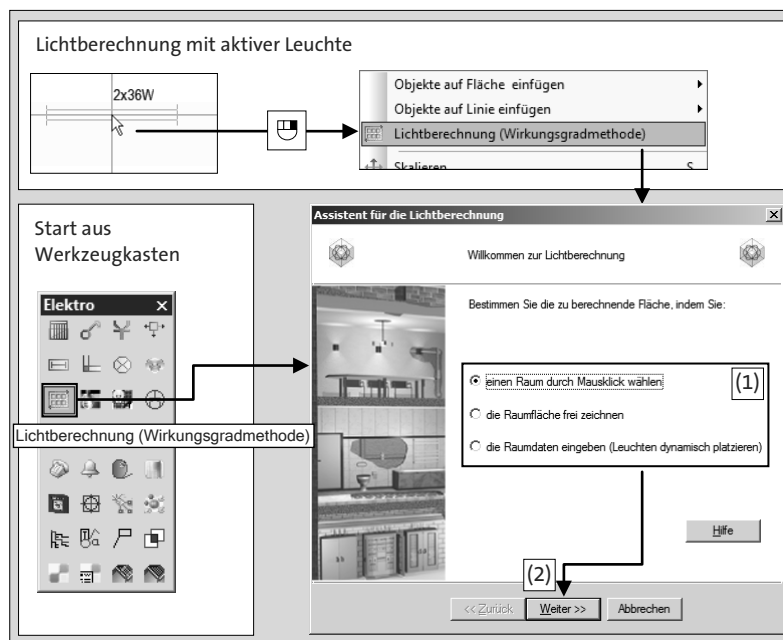 Lichtberechnung mit aktiver Leuchte
2x36W
Objekte auf Fläche einfügen
Objekte auf Linie einfügen
Lichtberechnung (Wirkungsgradmethode)
Skalieren S
Start aus
Werkzeugkasten
Elektro
Lichtberechnung (Wirkungsgradmethode)
Assistent für die Lichtberechnung
Willkommen zur Lichtberechnung
Bestimmen Sie die zu berechnende Fläche, indem Sie:
einen Raum durch Mausklick wählen
(1)
die Raumfläche frei zeichnen
die Raumdaten eingeben (Leuchten dynamisch platzieren)
Hilfe
(2)
<< Zurück Weiter >> Abbrechen